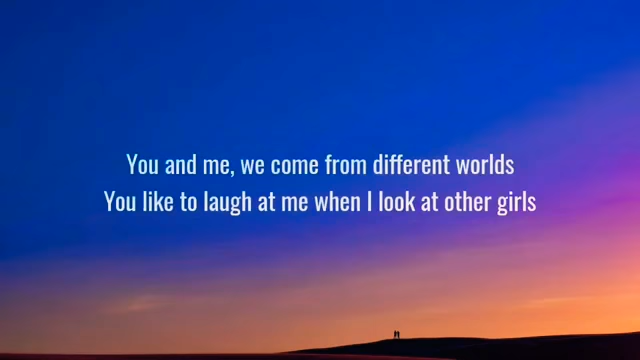 You and me, we come from different worlds
You like to laugh at me when I look at other girls